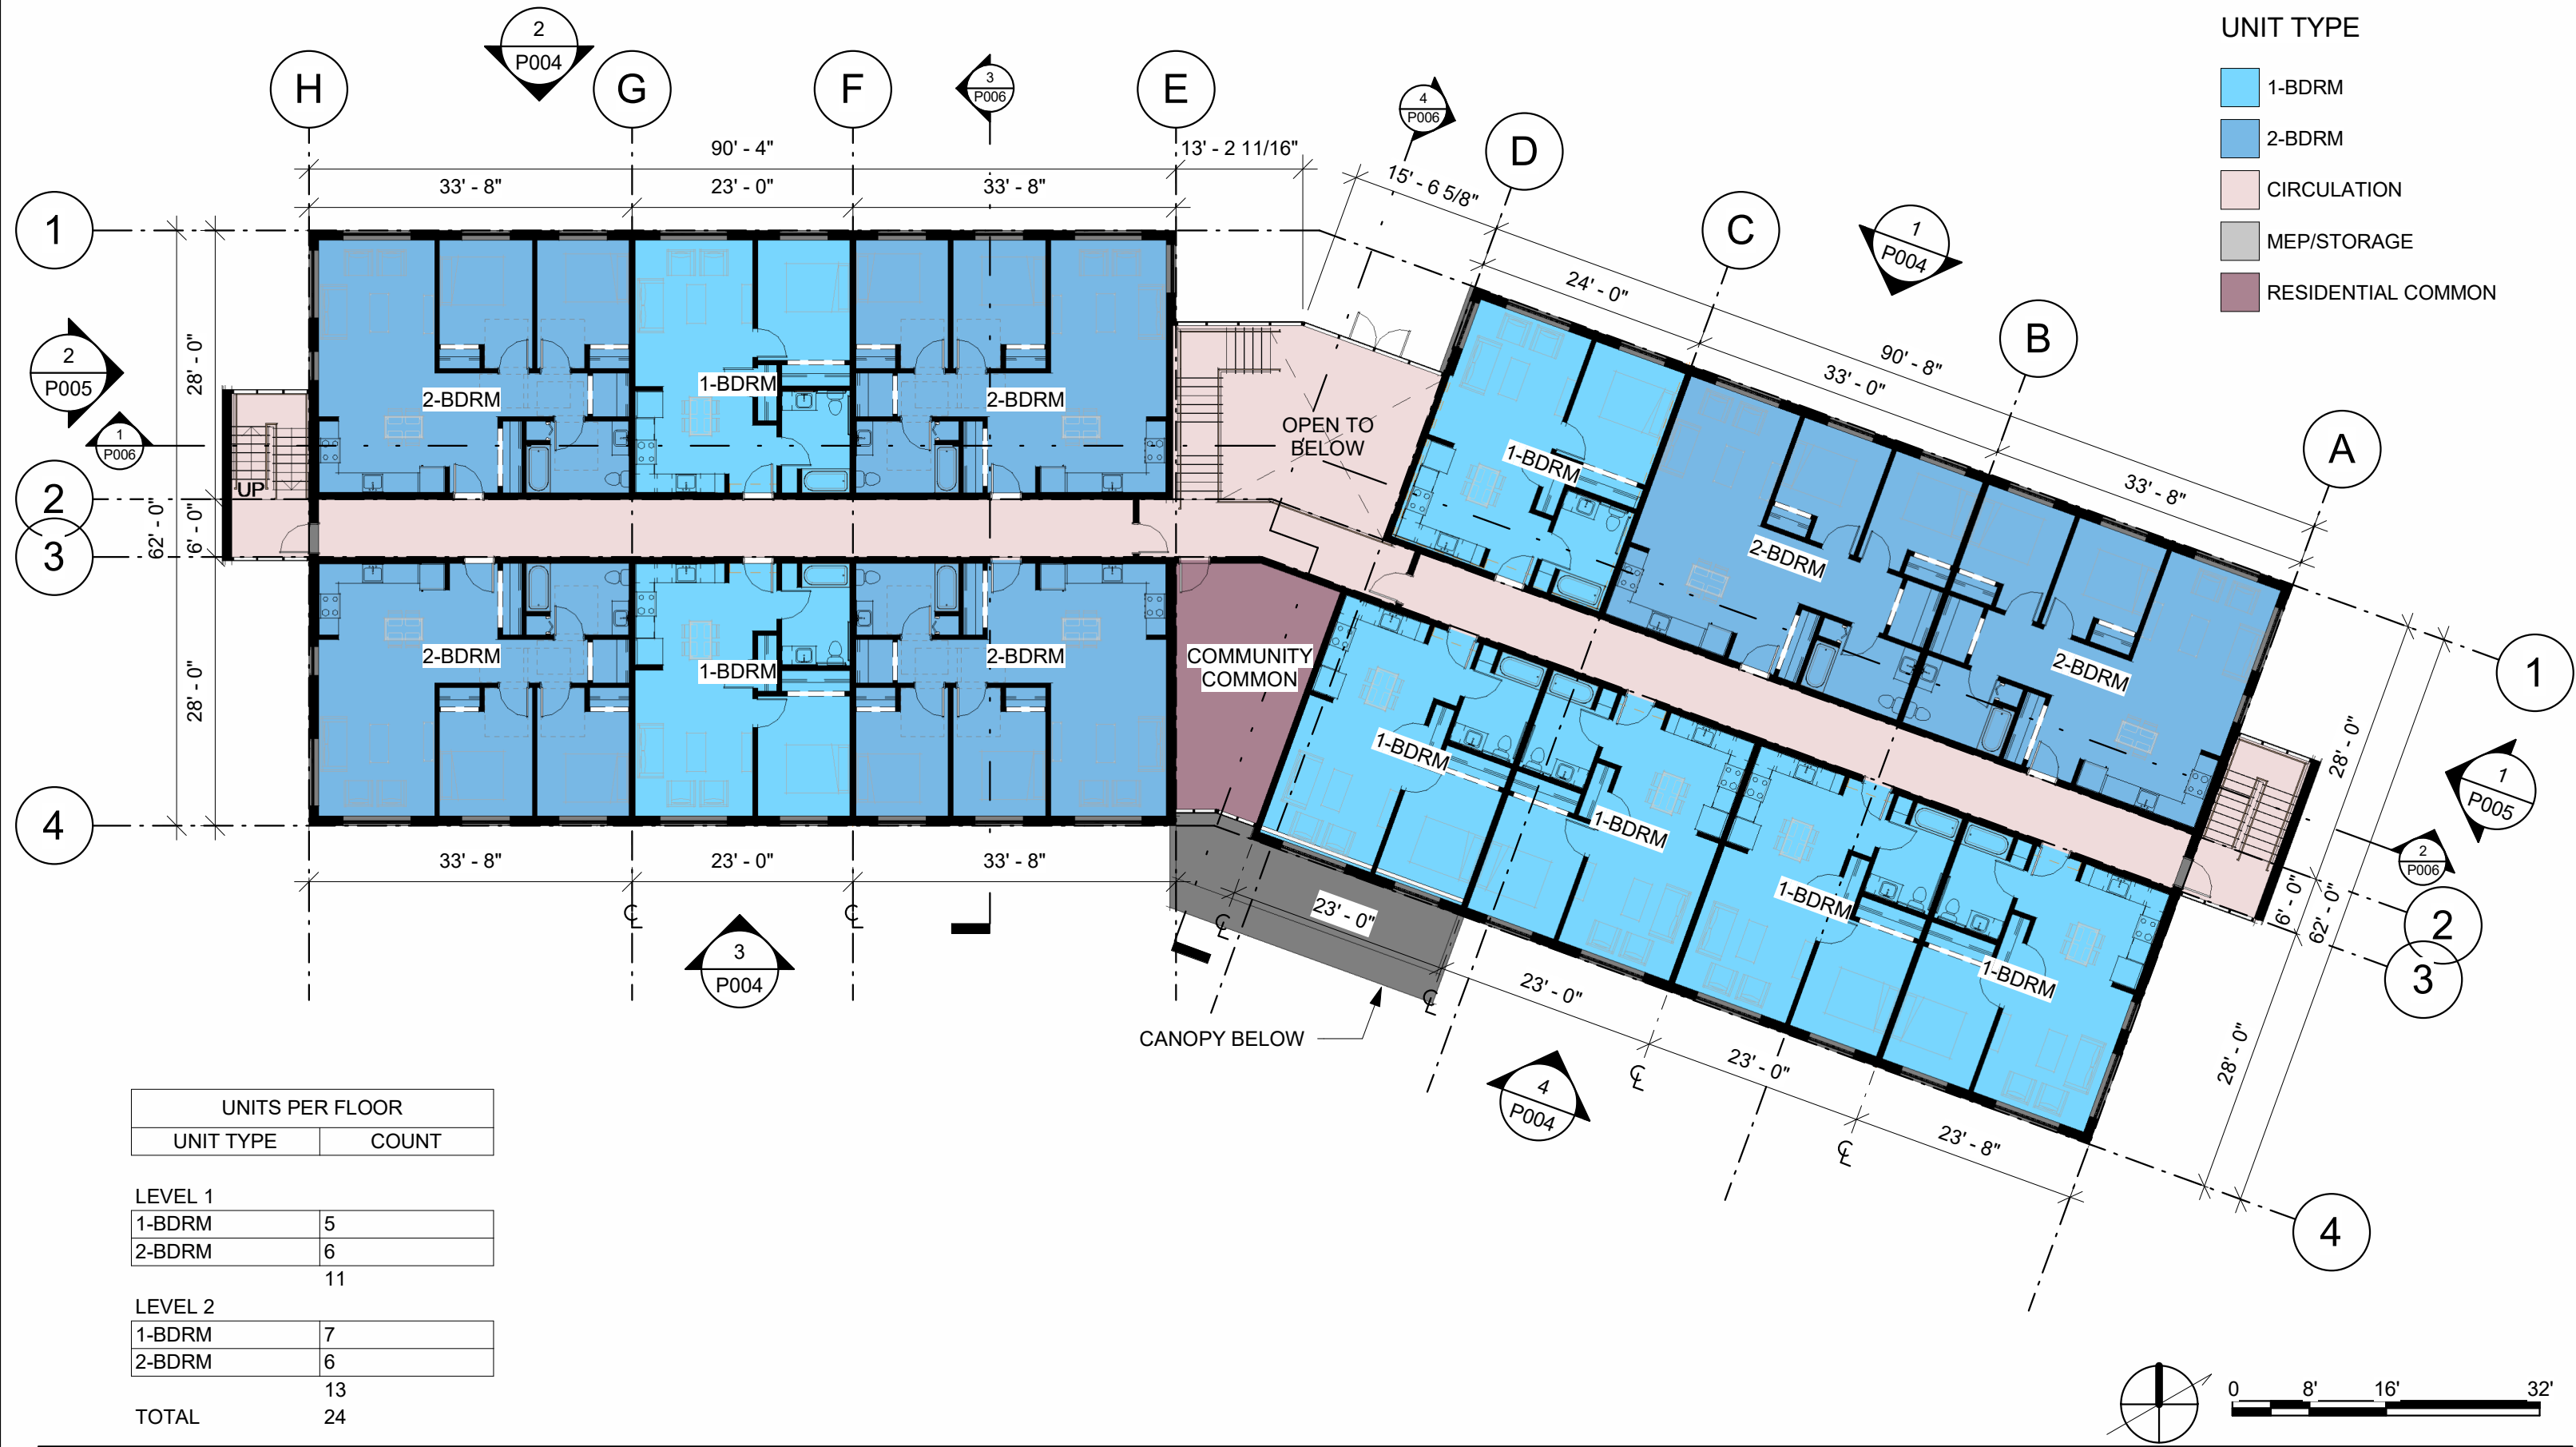 UNIT TYPE
1-BDRM
2-BDRM
CIRCULATION
MEP/STORAGE
RESIDENTIAL COMMON
2
P004
H
G
F
3
P006
E
4
P006
D
C
1
P004
B
A
90' - 4"
13' - 2 11/16"
33' - 8"
23' - 0"
33' - 8"
15' - 6 5/8"
24' - 0"
90' - 8"
33' - 0"
33' - 8"
1
2
P005
1
P006
2
3
4
28' - 0"
62' - 0"
6' - 0"
28' - 0"
UP
2-BDRM
1-BDRM
2-BDRM
OPEN TO
BELOW
1-BDRM
2-BDRM
2-BDRM
2-BDRM
1-BDRM
2-BDRM
COMMUNITY
COMMON
1-BDRM
1-BDRM
1-BDRM
1-BDRM
1
28' - 0"
1
P005
2
P006
6' - 0"
62' - 0"
2
3
28' - 0"
4
33' - 8"
23' - 0"
33' - 8"
23' - 0"
23' - 0"
23' - 0"
23' - 8"
CL
CL
CL
CL
CL
CL
3
P004
CANOPY BELOW
4
P004
UNITS PER FLOOR
UNIT TYPE COUNT
LEVEL 1
1-BDRM 5
2-BDRM 6
11
LEVEL 2
1-BDRM 7
2-BDRM 6
13
TOTAL 24
0 8' 16' 32'